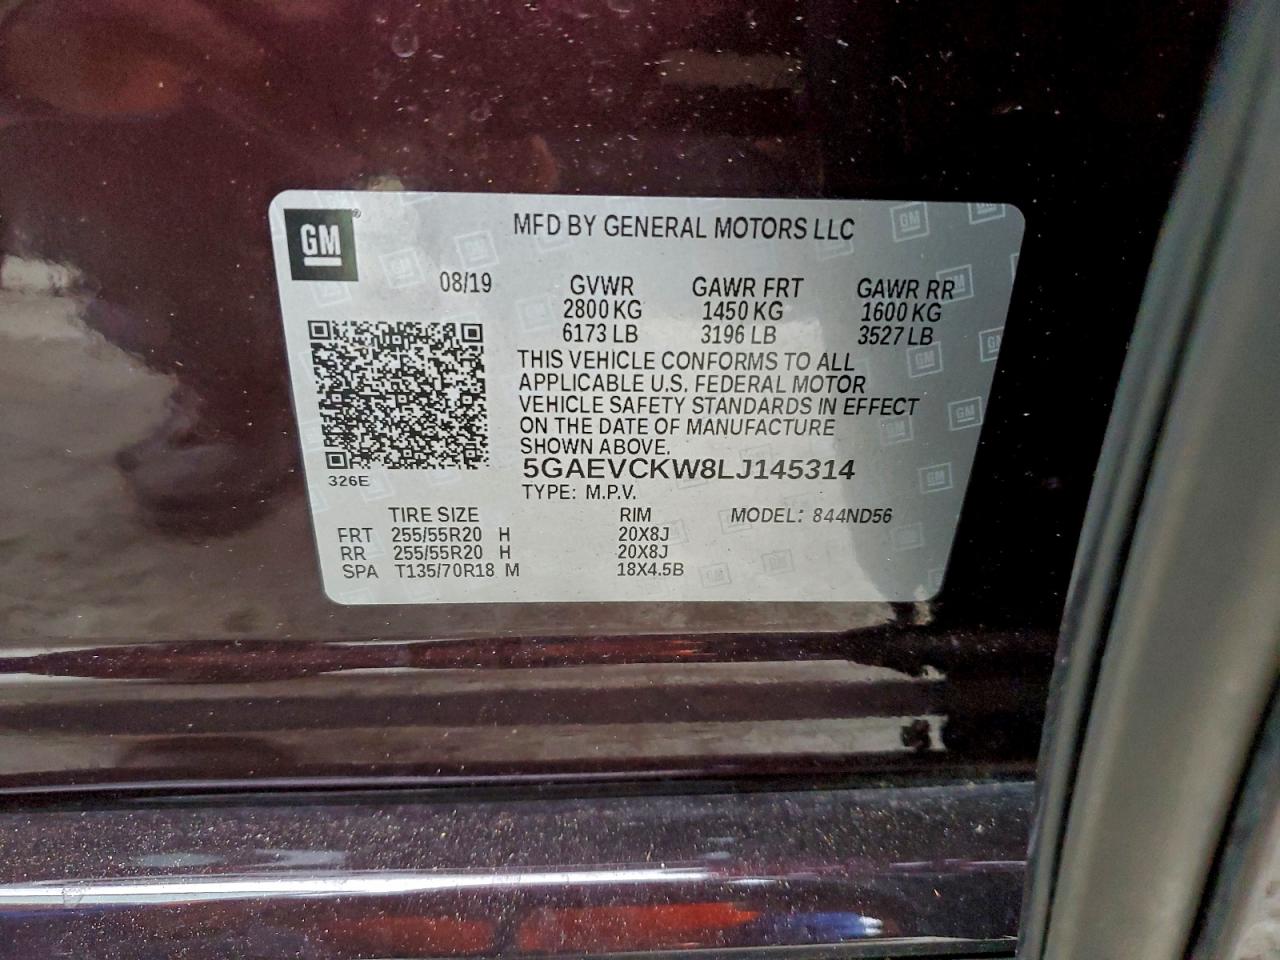 GM
MFD BY GENERAL MOTORS LLC
08/19 GVWR GAWR FRT GAWR RR
2800 KG 1450 KG 1600 KG
6173 LB 3196 LB 3527 LB
THIS VEHICLE CONFORMS TO ALL
APPLICABLE U.S. FEDERAL MOTOR
VEHICLE SAFETY STANDARDS IN EFFECT
ON THE DATE OF MANUFACTURE
SHOWN ABOVE.
326E
5GAEVCKW8LJ145314
TYPE: M.P.V.
TIRE SIZE RIM MODEL: 844ND56
FRT 255/55R20 H 20X8J
RR 255/55R20 H 20X8J
SPA T135/70R18 M 18X4.5B